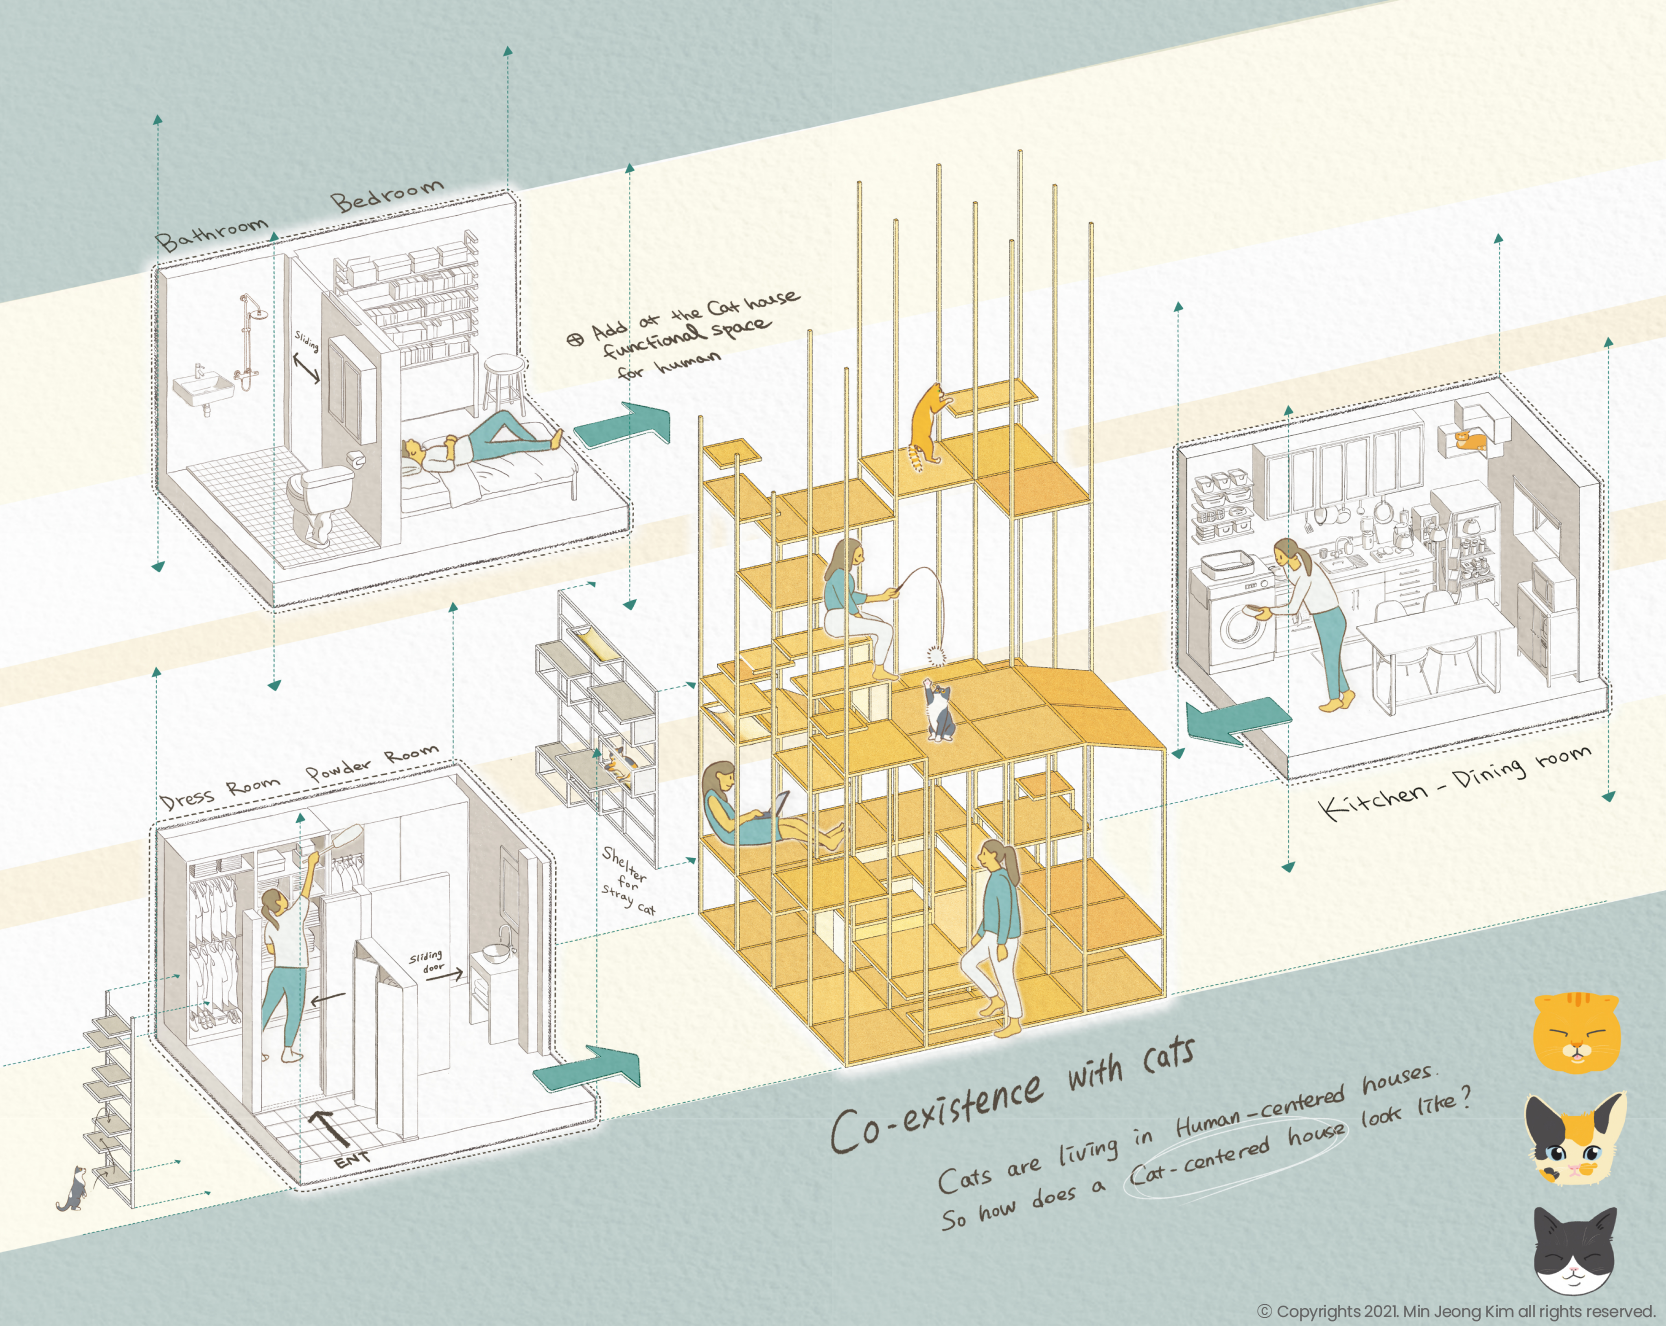 Bathroom
Bedroom
Sliding
⊕ Add at the Cat house
functional space
for human
Shelter
for
stray cat
Dress Room
Powder Room
Sliding
door
ENT
Kitchen - Dining room
Co-existence with cats
Cats are living in Human-centered houses.
So how does a Cat-centered house look like?
© Copyrights 2021. Min Jeong Kim all rights reserved.